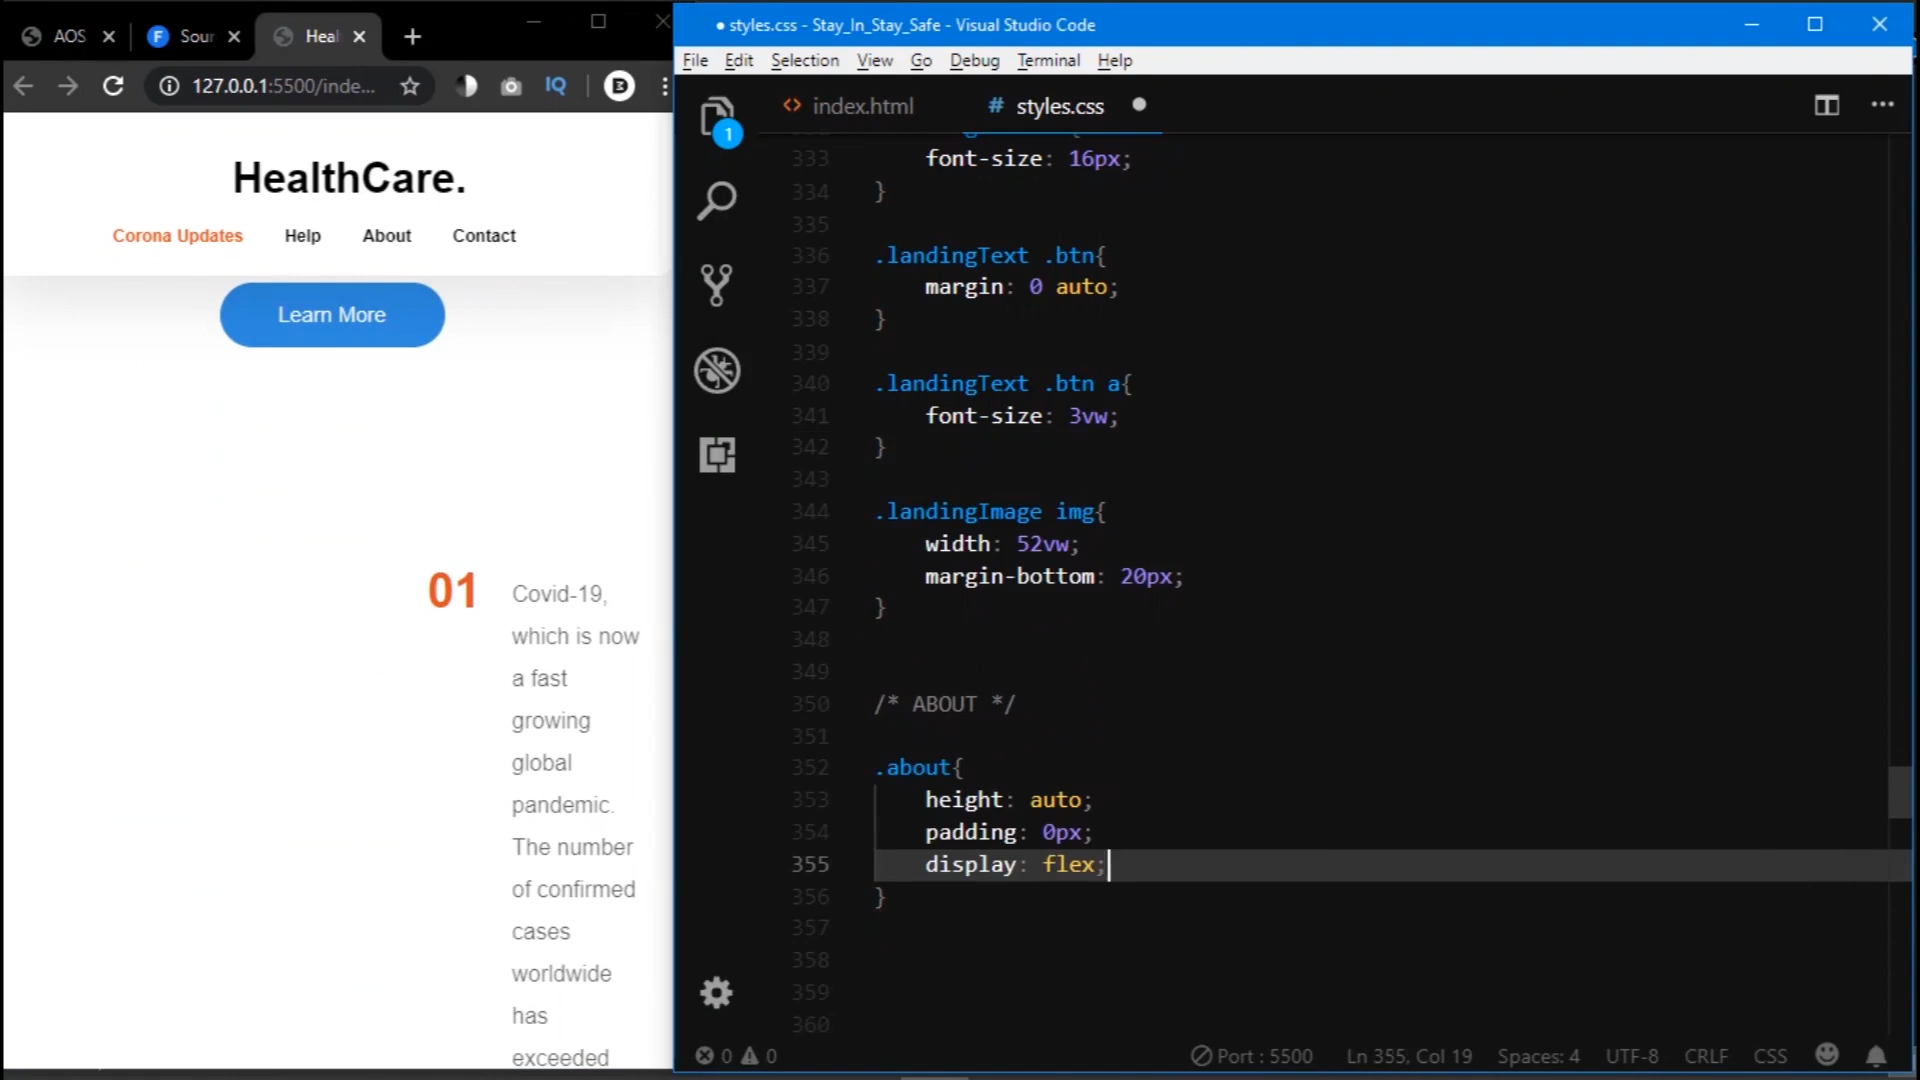 AOS
Sour
Heal
127.0.0.1:5500/inde...
IQ
HealthCare.
Corona Updates
Help
About
Contact
Learn More
01
Covid-19,
which is now
a fast
growing
global
pandemic.
The number
of confirmed
cases
worldwide
has
exceeded
● styles.css - Stay_In_Stay_Safe - Visual Studio Code
File Edit Selection View Go Debug Terminal Help
1
<> index.html
# styles.css ●
333 font-size: 16px;
334 }
335
336 .landingText .btn{
337 margin: 0 auto;
338 }
339
340 .landingText .btn a{
341 font-size: 3vw;
342 }
343
344 .landingImage img{
345 width: 52vw;
346 margin-bottom: 20px;
347 }
348
349
350 /* ABOUT */
351
352 .about{
353 height: auto;
354 padding: 0px;
355 display: flex;
356 }
357
358
359
360
0 0 Port : 5500 Ln 355, Col 19 Spaces: 4 UTF-8 CRLF CSS